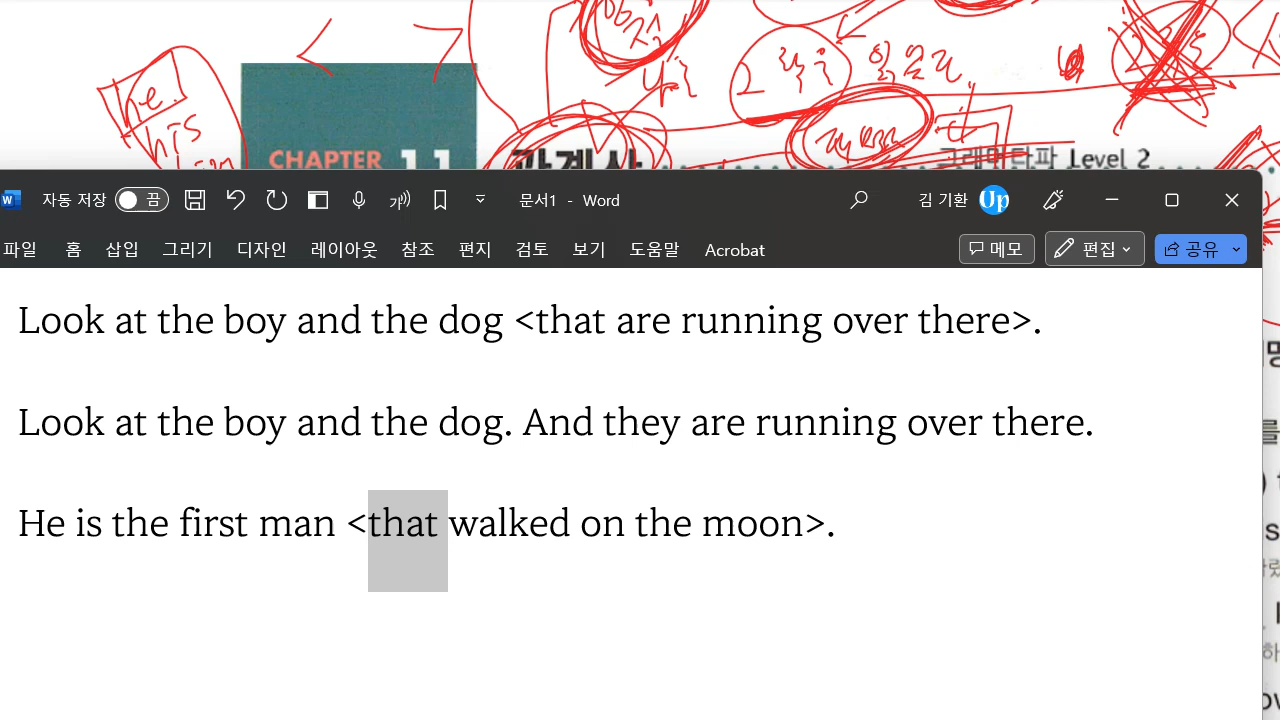 he.
his
CHAPTER 11
그래머타파 Level 2
자동 저장 끔 가 문서1 - Word 김 기환 Up
파일 홈 삽입 그리기 디자인 레이아웃 참조 편지 검토 보기 도움말 Acrobat 메모 편집 공유
Look at the boy and the dog <that are running over there>.
Look at the boy and the dog. And they are running over there.
He is the first man <that walked on the moon>.